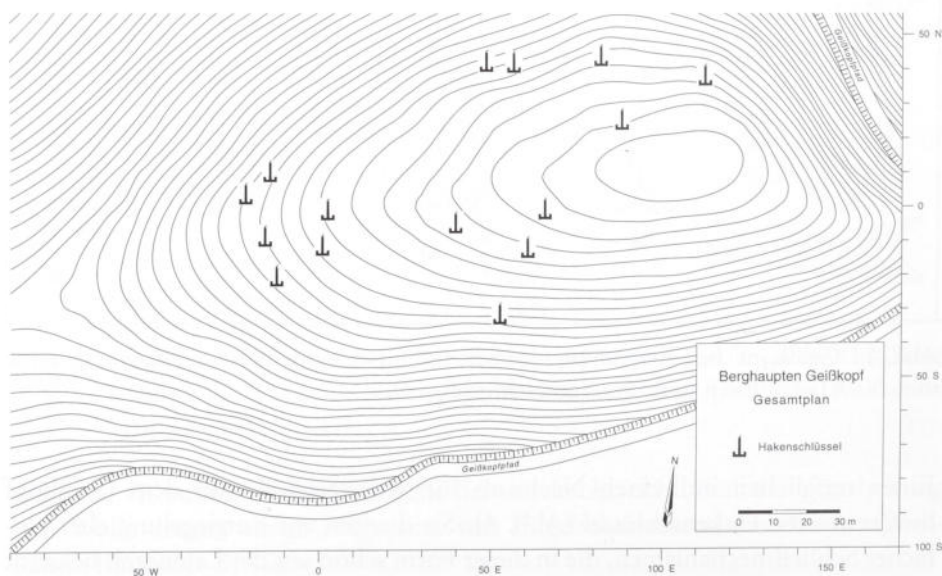 50 N
Geißkopfpfad
0
50 S
Berghaupten Geißkopf
Gesamtplan
Hakenschlüssel
Geißkopfpfad
N
0 10 20 30 m
50 W 0 50 E 100 E 150 E
100 S